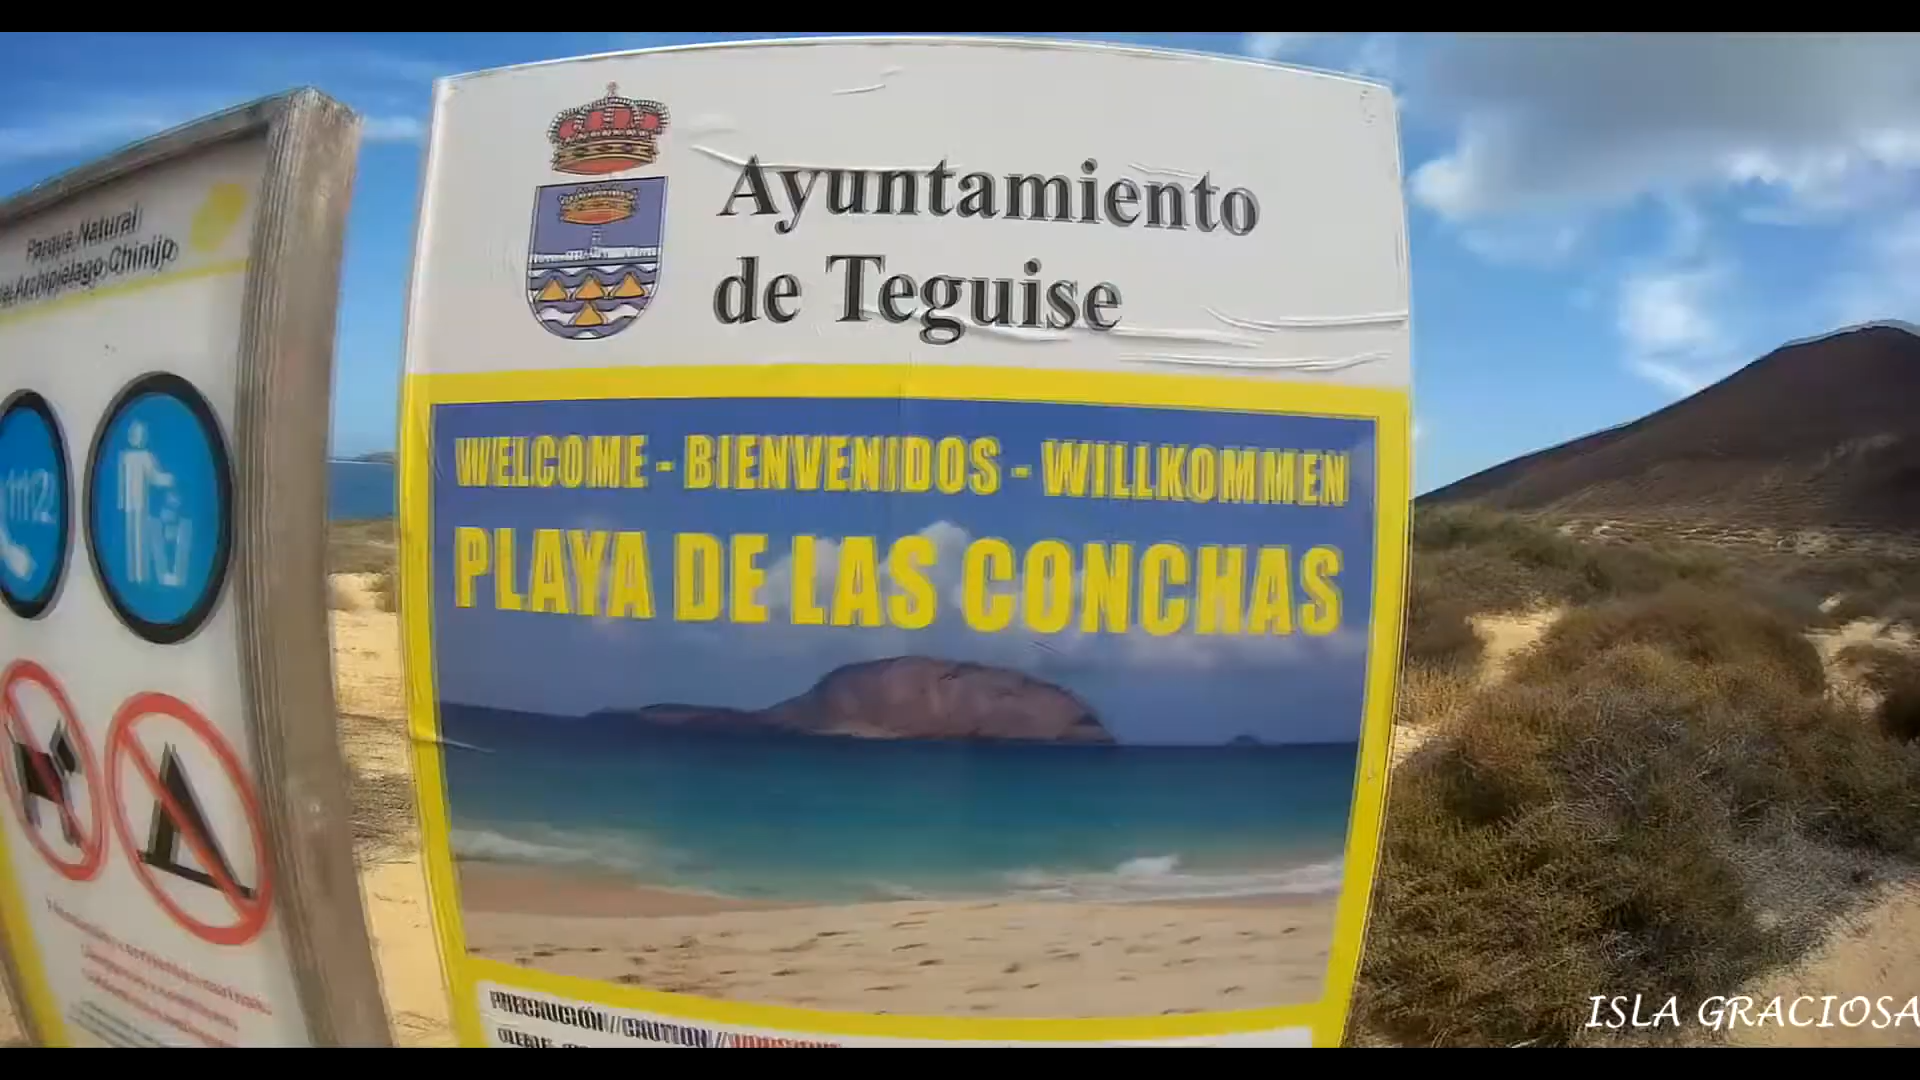 Parque Natural
Archipiélago Chinijo
112
Ayuntamiento
de Teguise
WELCOME - BIENVENIDOS - WILLKOMMEN
PLAYA DE LAS CONCHAS
PRECAUCIÓN // CAUTION //
ISLA GRACIOSA